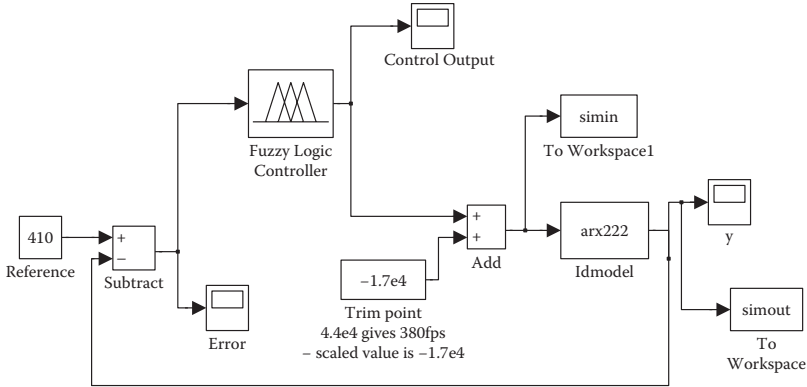 Control Output
Fuzzy Logic
Controller
simin
To Workspace1
410
Reference
+
−
Subtract
+
+
Add
arx222
Idmodel
y
−1.7e4
Trim point
4.4e4 gives 380fps
– scaled value is −1.7e4
Error
simout
To
Workspace